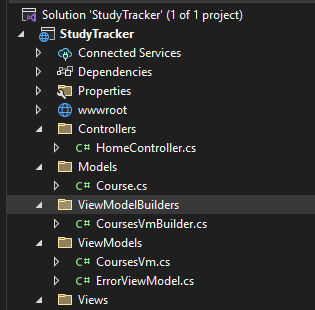 Solution 'StudyTracker' (1 of 1 project)
StudyTracker
Connected Services
Dependencies
Properties
wwwroot
Controllers
C# HomeController.cs
Models
C# Course.cs
ViewModelBuilders
C# CoursesVmBuilder.cs
ViewModels
C# CoursesVm.cs
C# ErrorViewModel.cs
Views